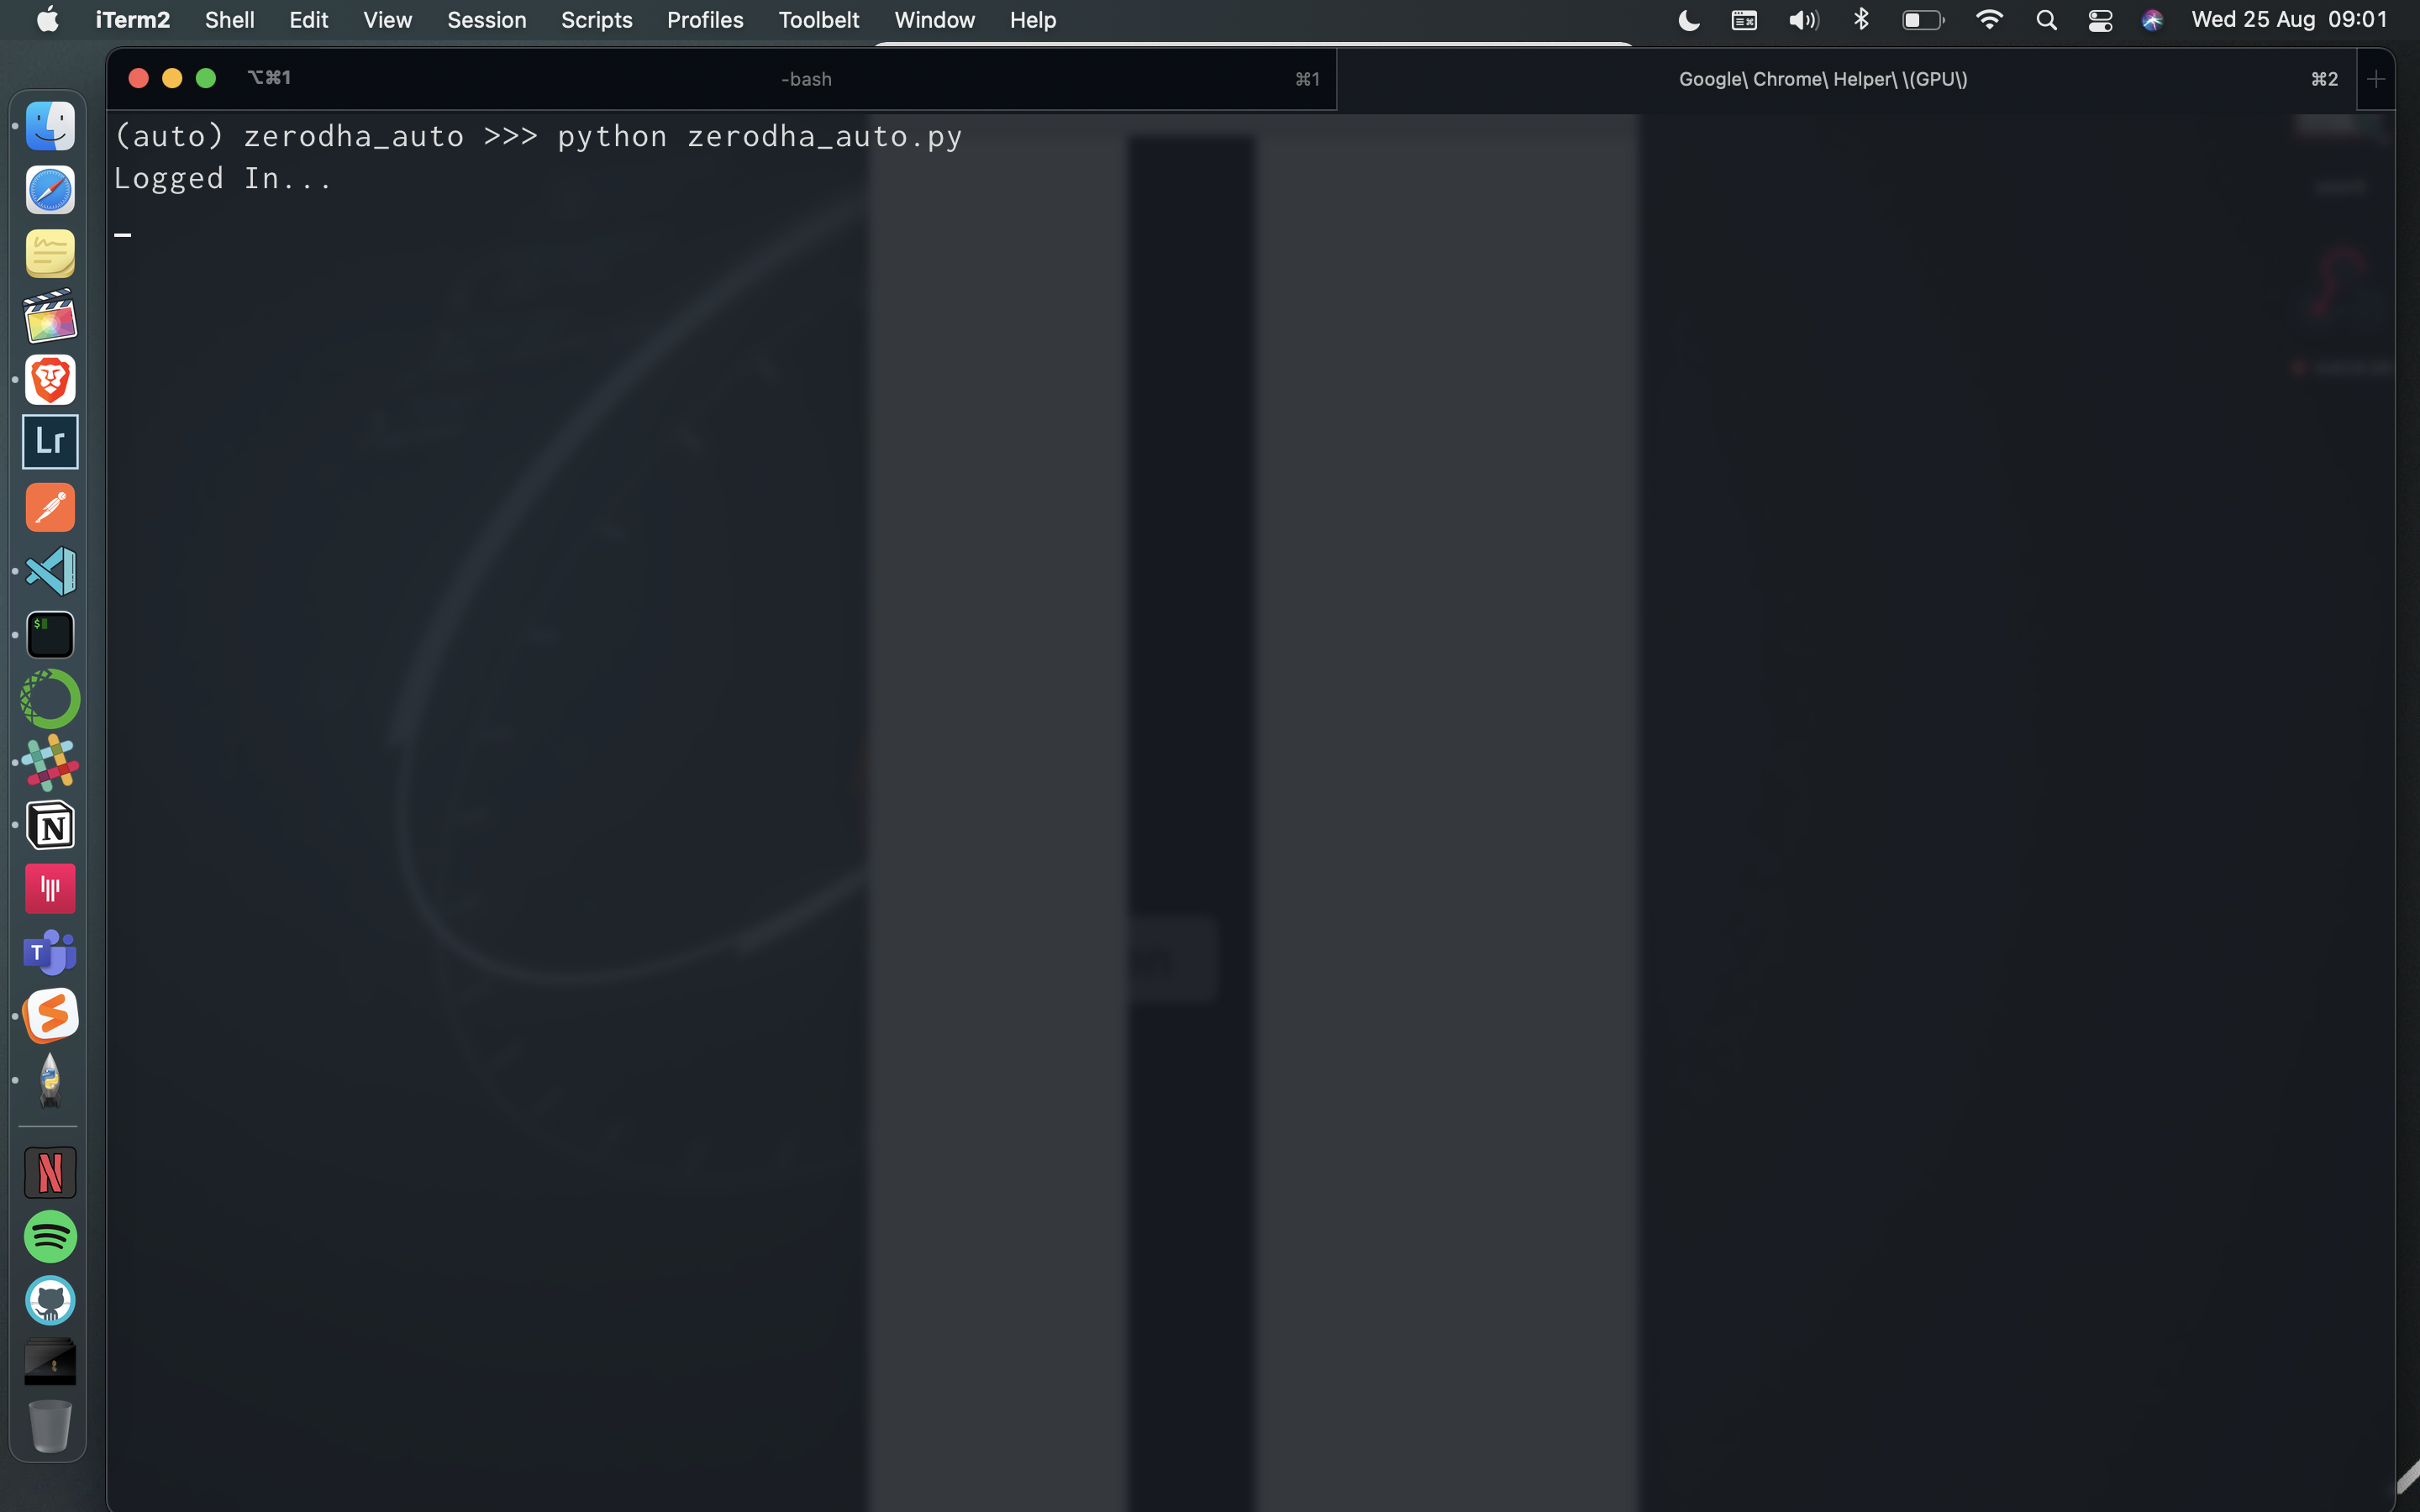 iTerm2 Shell Edit View Session Scripts Profiles Toolbelt Window Help Wed 25 Aug 09:01
⌥⌘1 -bash ⌘1 Google\ Chrome\ Helper\ \(GPU\) ⌘2
(auto) zerodha_auto >>> python zerodha_auto.py
Logged In...
Lr
$
N
T
N